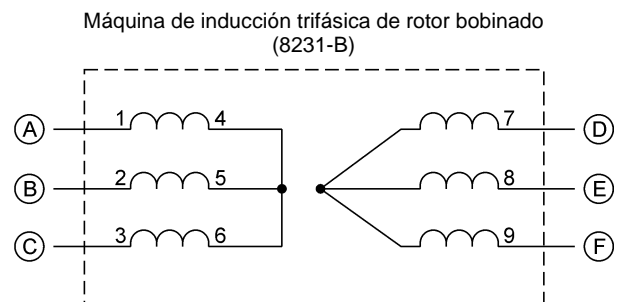 Máquina de inducción trifásica de rotor bobinado
(8231-B)
A 1 4 7 D
B 2 5 8 E
C 3 6 9 F